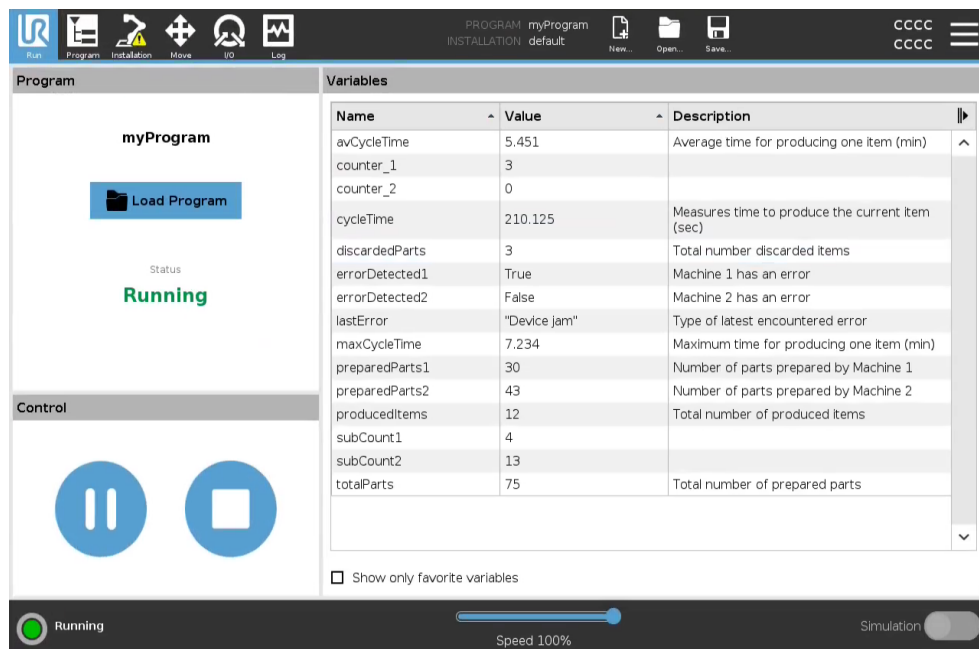 UR
PROGRAM myProgram
INSTALLATION default
CCCC
CCCC
Run Program Installation Move I/O Log New... Open... Save...
Program
Variables
myProgram
Load Program
Status
Running
Control
Name Value Description
avCycleTime 5.451 Average time for producing one item (min)
counter_1 3
counter_2 0
cycleTime 210.125 Measures time to produce the current item
(sec)
discardedParts 3 Total number discarded items
errorDetected1 True Machine 1 has an error
errorDetected2 False Machine 2 has an error
lastError "Device jam" Type of latest encountered error
maxCycleTime 7.234 Maximum time for producing one item (min)
preparedParts1 30 Number of parts prepared by Machine 1
preparedParts2 43 Number of parts prepared by Machine 2
producedItems 12 Total number of produced items
subCount1 4
subCount2 13
totalParts 75 Total number of prepared parts
Show only favorite variables
Running
Speed 100%
Simulation